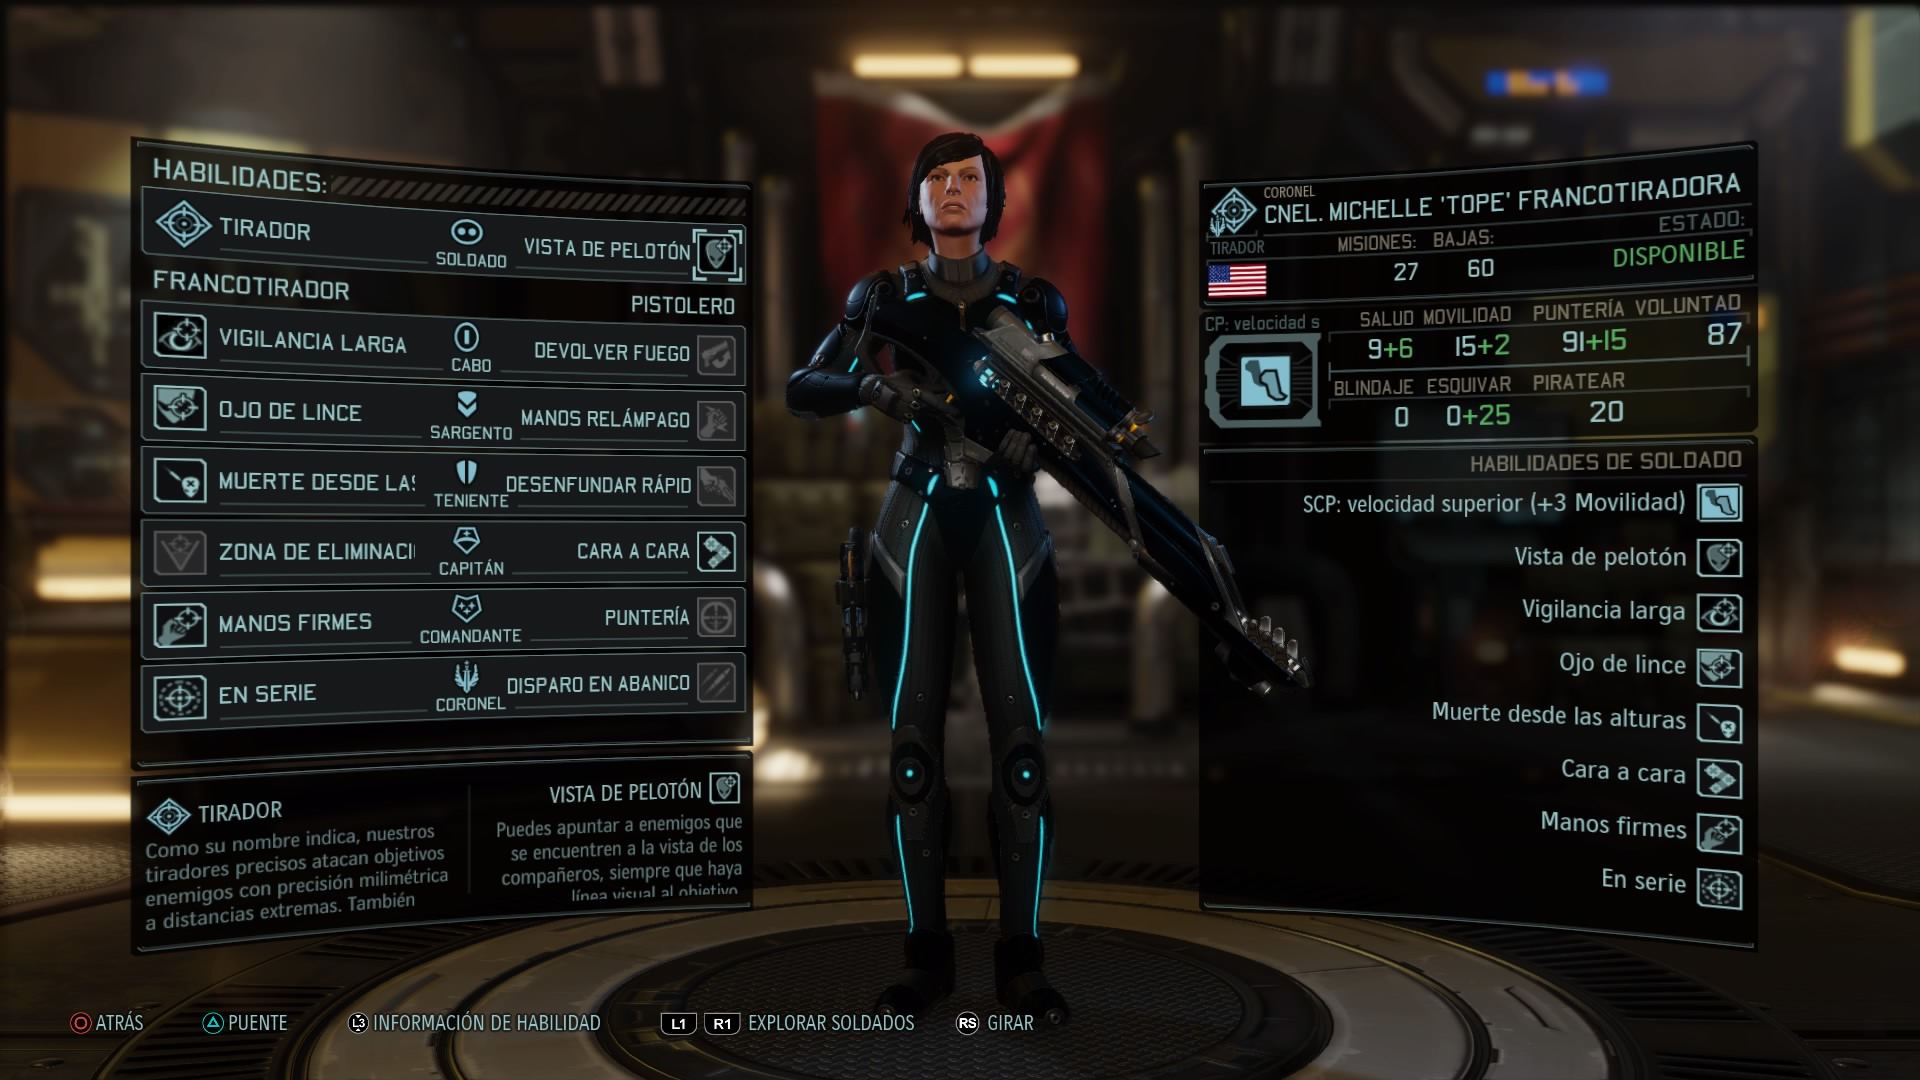 HABILIDADES:
TIRADOR
SOLDADO
VISTA DE PELOTÓN
FRANCOTIRADOR
PISTOLERO
VIGILANCIA LARGA
CABO
DEVOLVER FUEGO
OJO DE LINCE
SARGENTO
MANOS RELÁMPAGO
MUERTE DESDE LAS
TENIENTE
DESENFUNDAR RÁPID
ZONA DE ELIMINACI
CAPITÁN
CARA A CARA
MANOS FIRMES
COMANDANTE
PUNTERÍA
EN SERIE
CORONEL
DISPARO EN ABANICO
TIRADOR
Como su nombre indica, nuestros
tiradores precisos atacan objetivos
enemigos con precisión milimétrica
a distancias extremas. También
VISTA DE PELOTÓN
Puedes apuntar a enemigos que
se encuentren a la vista de los
compañeros, siempre que haya
línea visual al objetivo
CORONEL
CNEL. MICHELLE 'TOPE' FRANCOTIRADORA
TIRADOR
MISIONES: BAJAS: ESTADO:
27 60 DISPONIBLE
CP: velocidad s
SALUD MOVILIDAD PUNTERÍA VOLUNTAD
9+6 15+2 91+15 87
BLINDAJE ESQUIVAR PIRATEAR
0 0+25 20
HABILIDADES DE SOLDADO
SCP: velocidad superior (+3 Movilidad)
Vista de pelotón
Vigilancia larga
Ojo de lince
Muerte desde las alturas
Cara a cara
Manos firmes
En serie
ATRÁS PUENTE L3 INFORMACIÓN DE HABILIDAD L1 R1 EXPLORAR SOLDADOS RS GIRAR